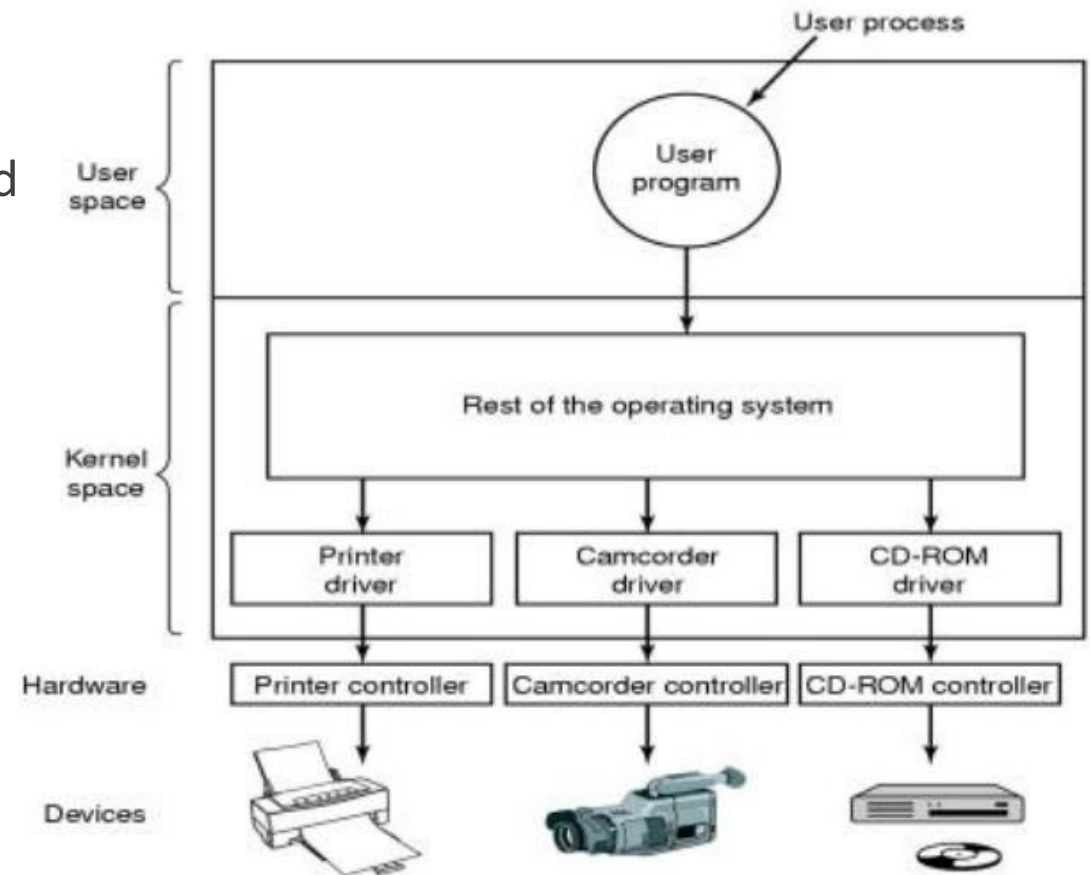 User process
d
User
space
User
program
Rest of the operating system
Kernel
space
Printer
driver
Camcorder
driver
CD-ROM
driver
Hardware
Printer controller
Camcorder controller
CD-ROM controller
Devices